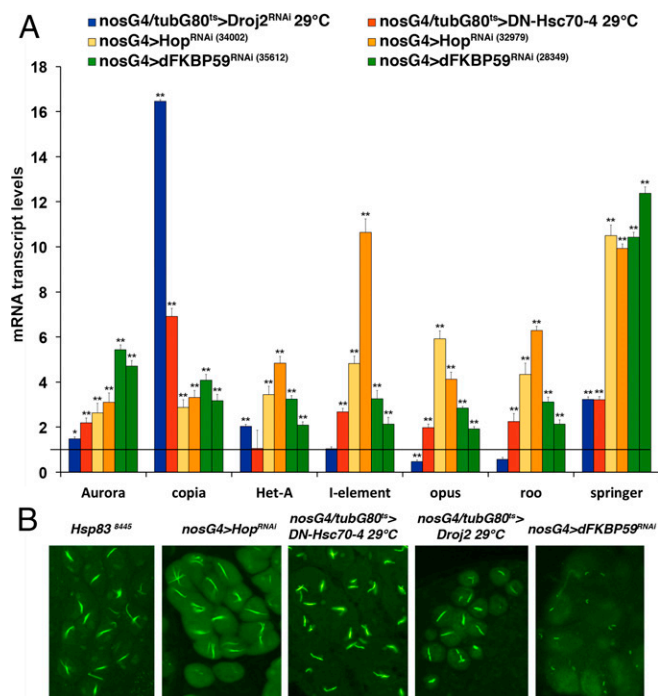 A
nosG4/tubG80ts>Droj2RNAi 29°C
nosG4/tubG80ts>DN-Hsc70-4 29°C
nosG4>HopRNAi (34002)
nosG4>HopRNAi (32979)
nosG4>dFKBP59RNAi (35612)
nosG4>dFKBP59RNAi (28349)
mRNA transcript levels
18
16
14
12
10
8
6
4
2
0
* ** ** ** ** **
** ** ** ** ** **
** ** ** ** **
** ** ** ** **
** ** ** ** ** **
** ** ** ** **
** ** ** ** ** **
Aurora copia Het-A I-element opus roo springer
B
Hsp83 8445
nosG4>HopRNAi
nosG4/tubG80ts>
DN-Hsc70-4 29°C
nosG4/tubG80ts>
Droj2 29°C
nosG4>dFKBP59RNAi